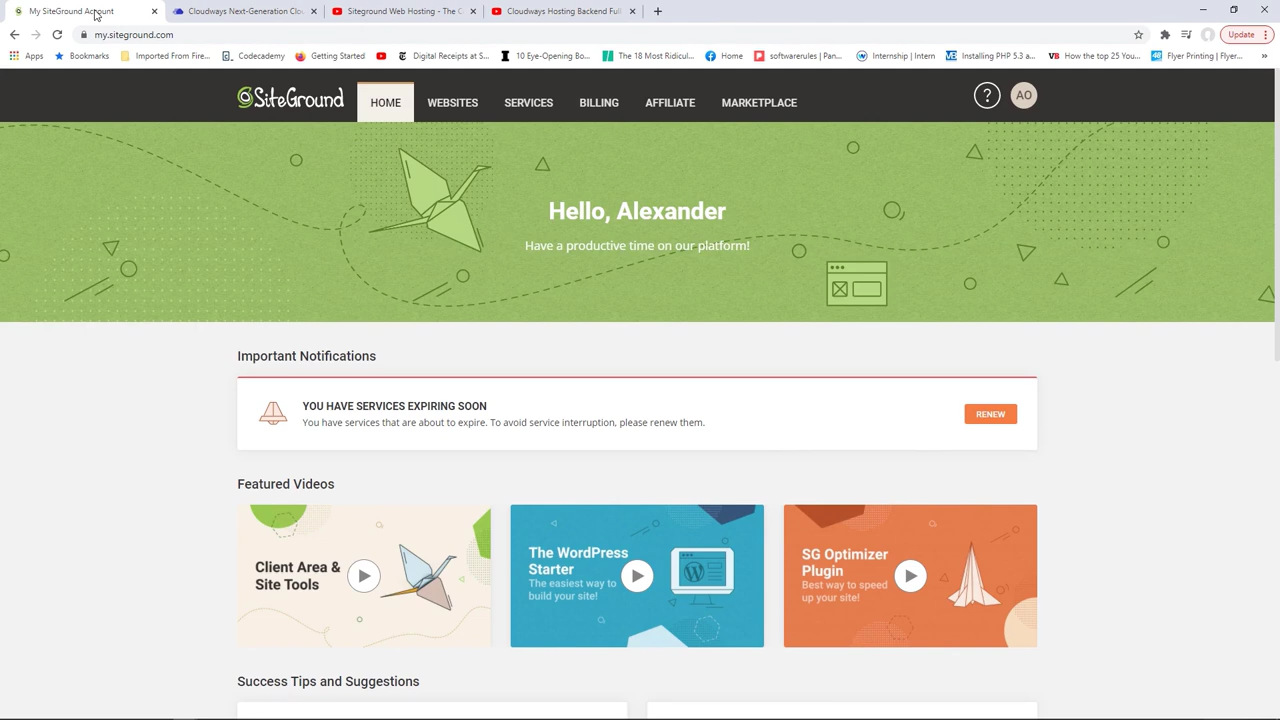 My SiteGround Account
Cloudways Next-Generation Clou
Siteground Web Hosting - The C
Cloudways Hosting Backend Full
my.siteground.com
Update
Apps
Bookmarks
Imported From Fire...
Codecademy
Getting Started
Digital Receipts at S...
10 Eye-Opening Bo...
The 18 Most Ridicul...
Home
softwarerules | Pan...
Internship | Intern
Installing PHP 5.3 a...
How the top 25 You...
Flyer Printing | Flyer...
»
SiteGround
HOME
WEBSITES
SERVICES
BILLING
AFFILIATE
MARKETPLACE
?
AO
Hello, Alexander
Have a productive time on our platform!
Important Notifications
YOU HAVE SERVICES EXPIRING SOON
You have services that are about to expire. To avoid service interruption, please renew them.
RENEW
Featured Videos
Client Area &
Site Tools
The WordPress
Starter
The easiest way to
build your site!
SG Optimizer
Plugin
Best way to speed
up your site!
Success Tips and Suggestions